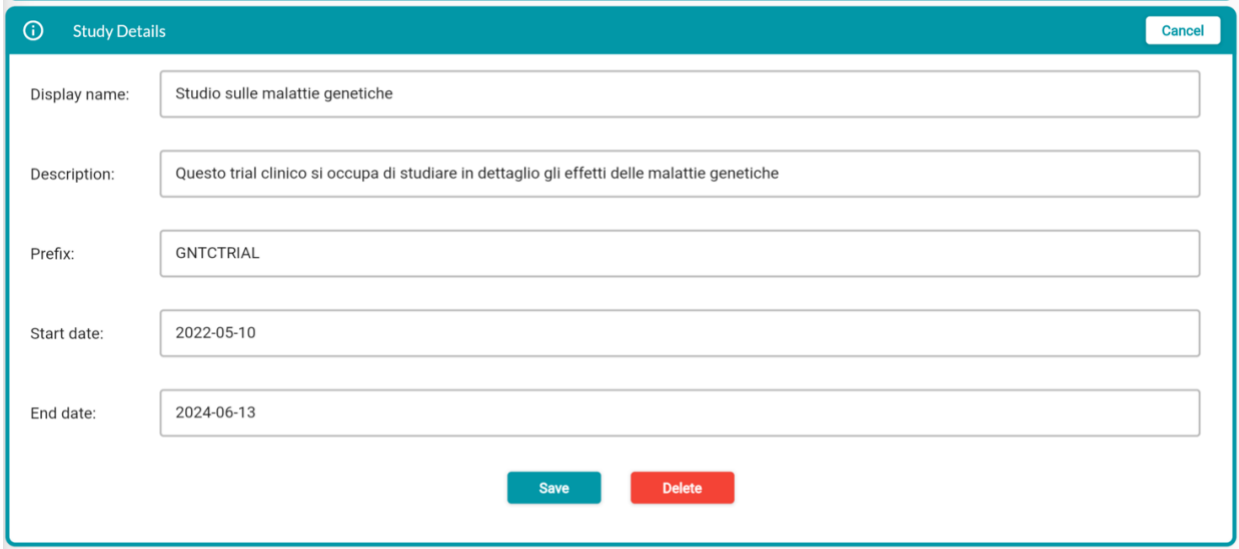 Study Details
Cancel
Display name:
Studio sulle malattie genetiche
Description:
Questo trial clinico si occupa di studiare in dettaglio gli effetti delle malattie genetiche
Prefix:
GNTCTRIAL
Start date:
2022-05-10
End date:
2024-06-13
Save
Delete